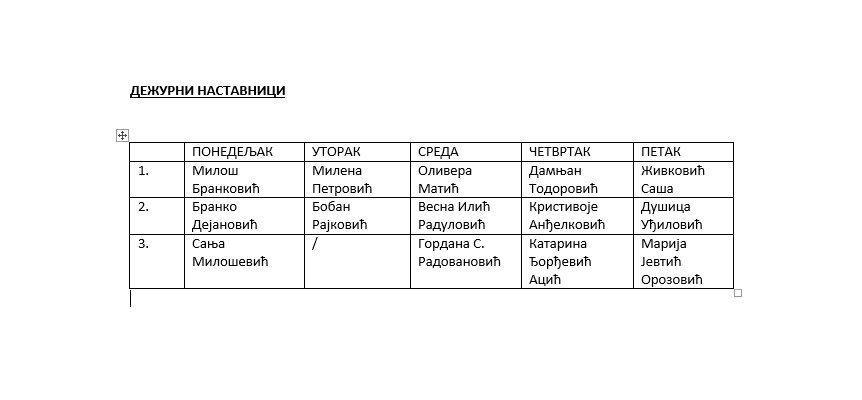 ДЕЖУРНИ НАСТАВНИЦИ
ПОНЕДЕЉАК УТОРАК СРЕДА ЧЕТВРТАК ПЕТАК
1. Милош Милена Оливера Дамњан Живковић
Бранковић Петровић Матић Тодоровић Саша
2. Бранко Бобан Весна Илић Кристивоје Душица
Дејановић Рајковић Радуловић Анђелковић Уђиловић
3. Сања / Гордана С. Катарина Марија
Милошевић Радовановић Ђорђевић Јевтић
Ацић Орозовић